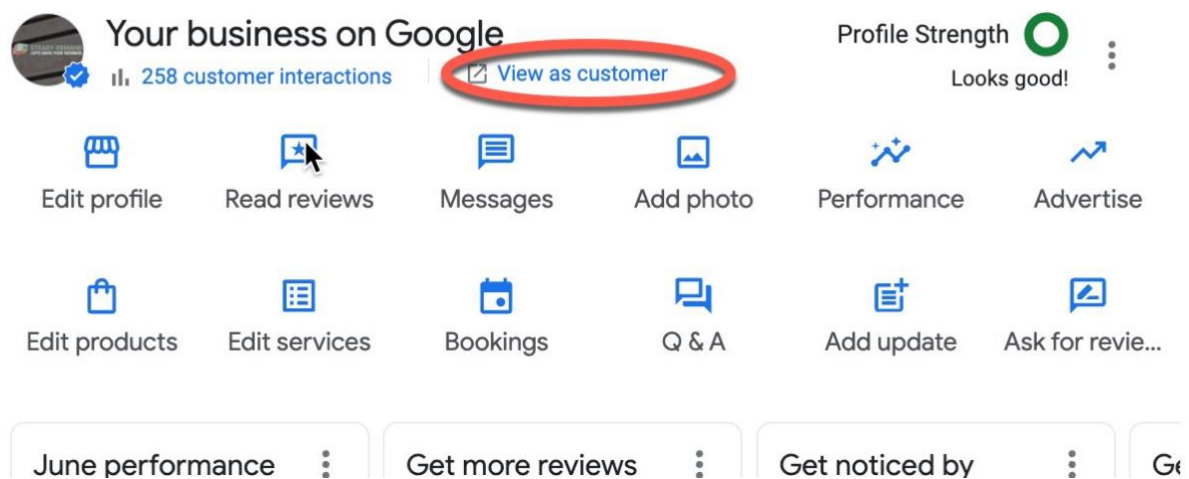 Your business on Google
258 customer interactions
View as customer
Profile Strength
Looks good!
Edit profile
Read reviews
Messages
Add photo
Performance
Advertise
Edit products
Edit services
Bookings
Q & A
Add update
Ask for revie...
June performance
Get more reviews
Get noticed by